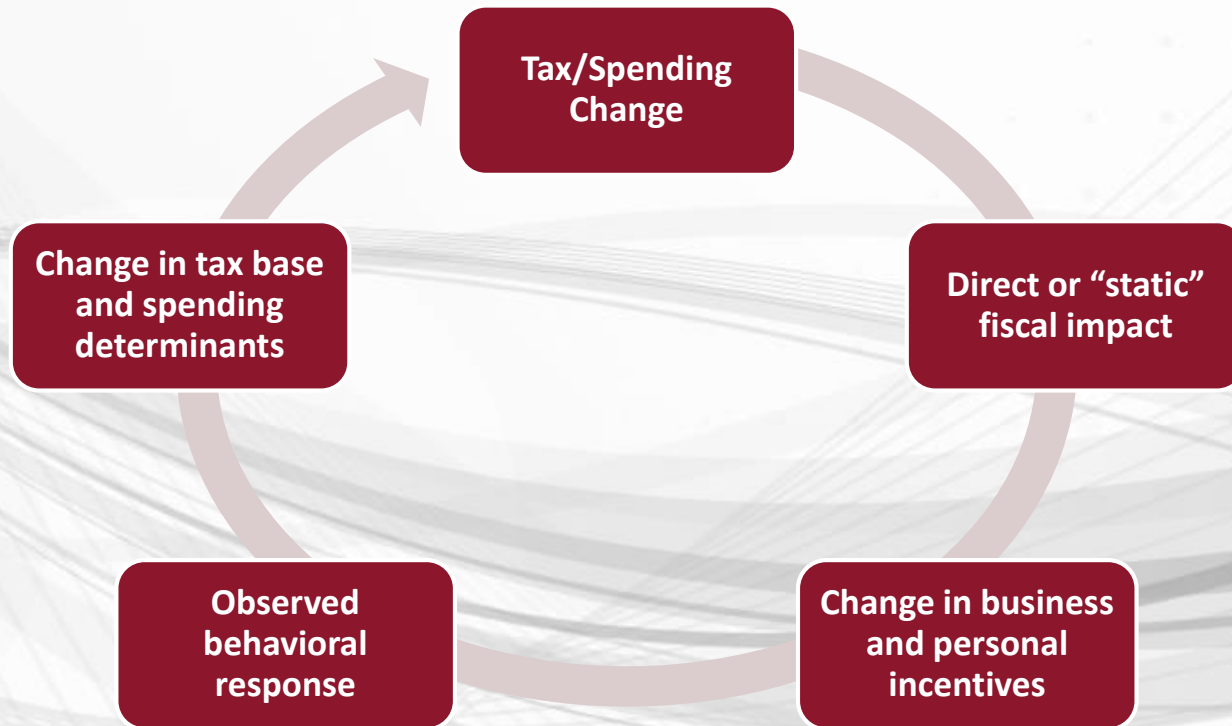 Tax/Spending
Change
Direct or “static”
fiscal impact
Change in business
and personal
incentives
Observed
behavioral
response
Change in tax base
and spending
determinants